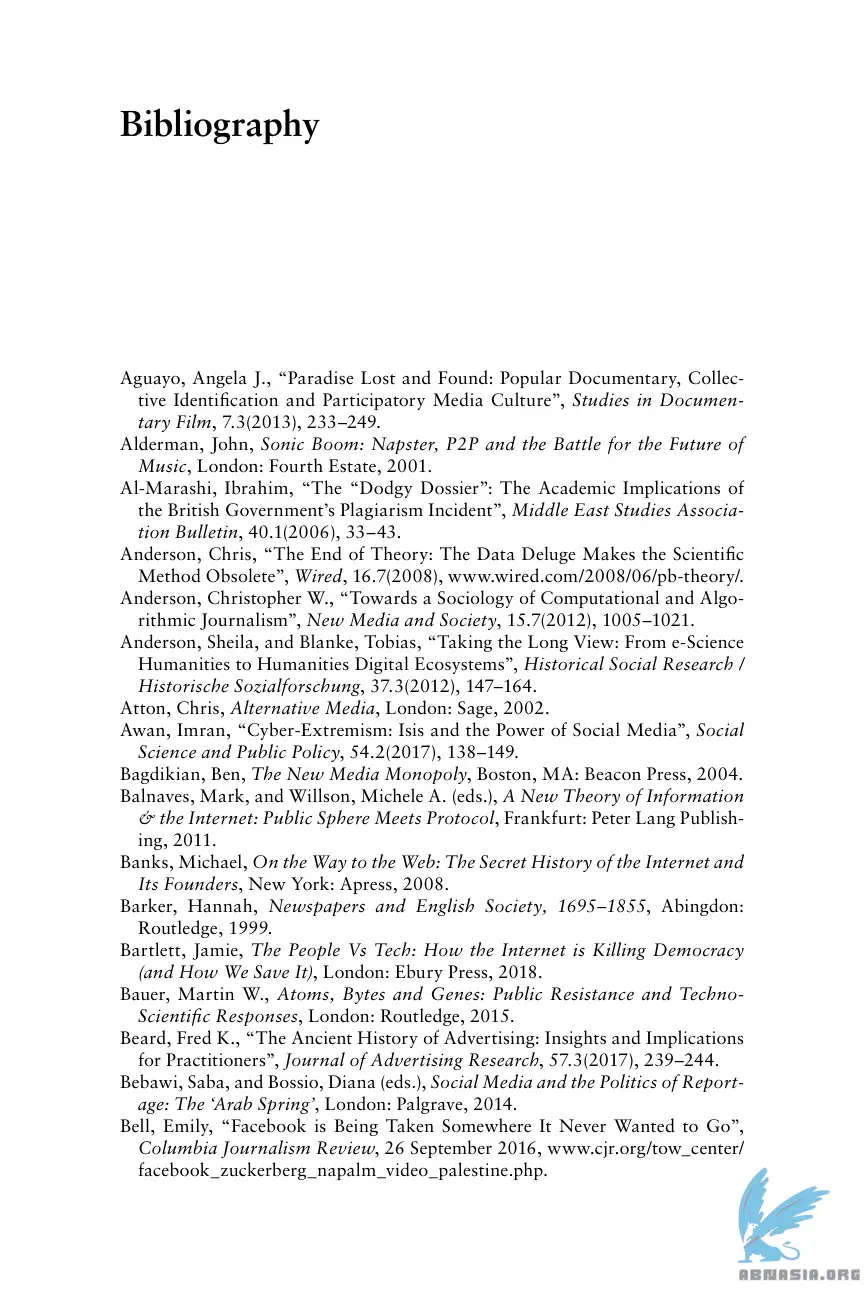 Bibliography
Aguayo, Angela J., “Paradise Lost and Found: Popular Documentary, Collec-
tive Identification and Participatory Media Culture”, Studies in Documen-
tary Film, 7.3(2013), 233–249.
Alderman, John, Sonic Boom: Napster, P2P and the Battle for the Future of
Music, London: Fourth Estate, 2001.
Al-Marashi, Ibrahim, “The “Dodgy Dossier”: The Academic Implications of
the British Government’s Plagiarism Incident”, Middle East Studies Associa-
tion Bulletin, 40.1(2006), 33–43.
Anderson, Chris, “The End of Theory: The Data Deluge Makes the Scientific
Method Obsolete”, Wired, 16.7(2008), www.wired.com/2008/06/pb-theory/.
Anderson, Christopher W., “Towards a Sociology of Computational and Algo-
rithmic Journalism”, New Media and Society, 15.7(2012), 1005–1021.
Anderson, Sheila, and Blanke, Tobias, “Taking the Long View: From e-Science
Humanities to Humanities Digital Ecosystems”, Historical Social Research /
Historische Sozialforschung, 37.3(2012), 147–164.
Atton, Chris, Alternative Media, London: Sage, 2002.
Awan, Imran, “Cyber-Extremism: Isis and the Power of Social Media”, Social
Science and Public Policy, 54.2(2017), 138–149.
Bagdikian, Ben, The New Media Monopoly, Boston, MA: Beacon Press, 2004.
Balnaves, Mark, and Willson, Michele A. (eds.), A New Theory of Information
& the Internet: Public Sphere Meets Protocol, Frankfurt: Peter Lang Publish-
ing, 2011.
Banks, Michael, On the Way to the Web: The Secret History of the Internet and
Its Founders, New York: Apress, 2008.
Barker, Hannah, Newspapers and English Society, 1695–1855, Abingdon:
Routledge, 1999.
Bartlett, Jamie, The People Vs Tech: How the Internet is Killing Democracy
(and How We Save It), London: Ebury Press, 2018.
Bauer, Martin W., Atoms, Bytes and Genes: Public Resistance and Techno-
Scientific Responses, London: Routledge, 2015.
Beard, Fred K., “The Ancient History of Advertising: Insights and Implications
for Practitioners”, Journal of Advertising Research, 57.3(2017), 239–244.
Bebawi, Saba, and Bossio, Diana (eds.), Social Media and the Politics of Report-
age: The ‘Arab Spring’, London: Palgrave, 2014.
Bell, Emily, “Facebook is Being Taken Somewhere It Never Wanted to Go”,
Columbia Journalism Review, 26 September 2016, www.cjr.org/tow_center/
facebook_zuckerberg_napalm_video_palestine.php.
ABNASIA.ORG